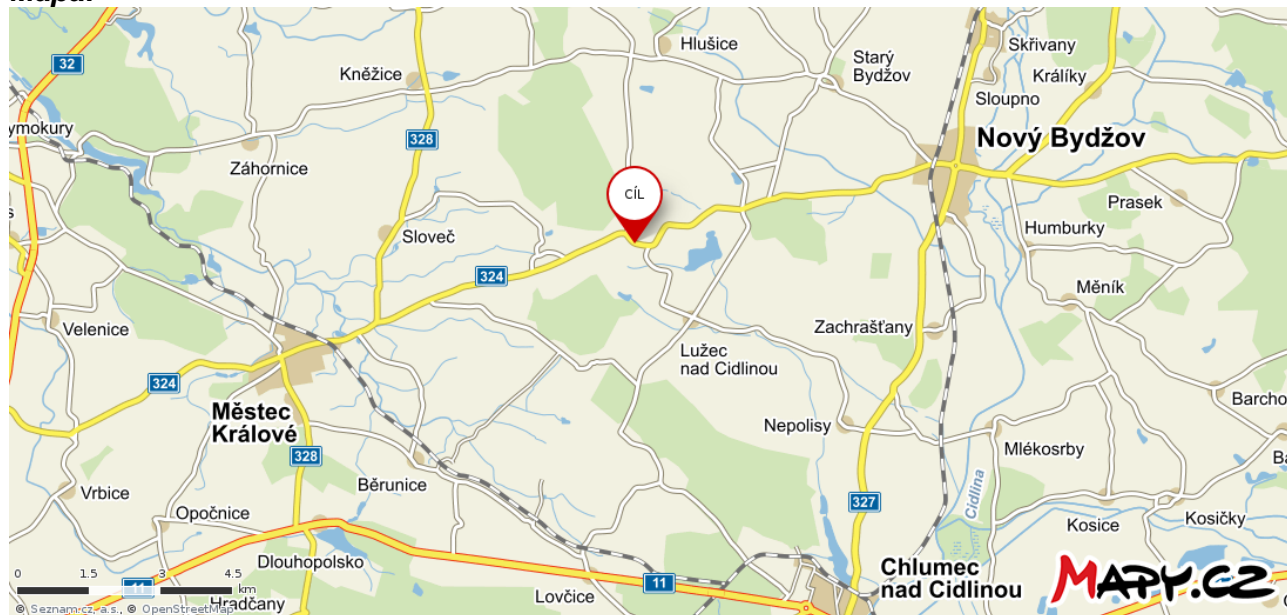 Mapa:
32
Kněžice
Hlušice
Starý
Bydžov
Skřivany
Králíky
Sloupno
ymokury
Záhornice
328
Nový Bydžov
CÍL
Prasek
Humburky
Sloveč
s
324
Měník
Velenice
Zachrašťany
Lužec
nad Cidlinou
324
Městec
Králové
Barcho
Nepolisy
Mlékosrby
328
Ba
Běrunice
Vrbice
Opočnice
327
Cidlina
Kosice
Kosičky
Dlouhopolsko
Chlumec
nad Cidlinou
MAPY.CZ
0 1.5 3 4.5 km
11
11
Lovčice
Hradčany
© Seznam.cz, a.s., © OpenStreetMap